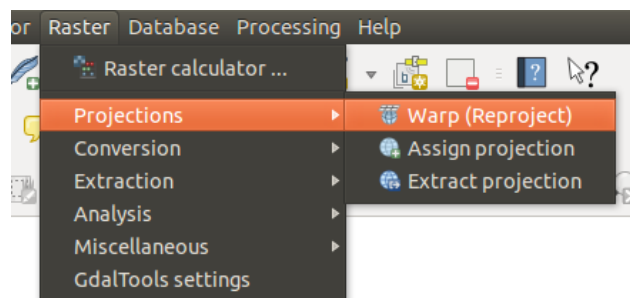 or Raster Database Processing Help
Raster calculator ...
Projections
Warp (Reproject)
Conversion
Assign projection
Extraction
Extract projection
Analysis
Miscellaneous
GdalTools settings